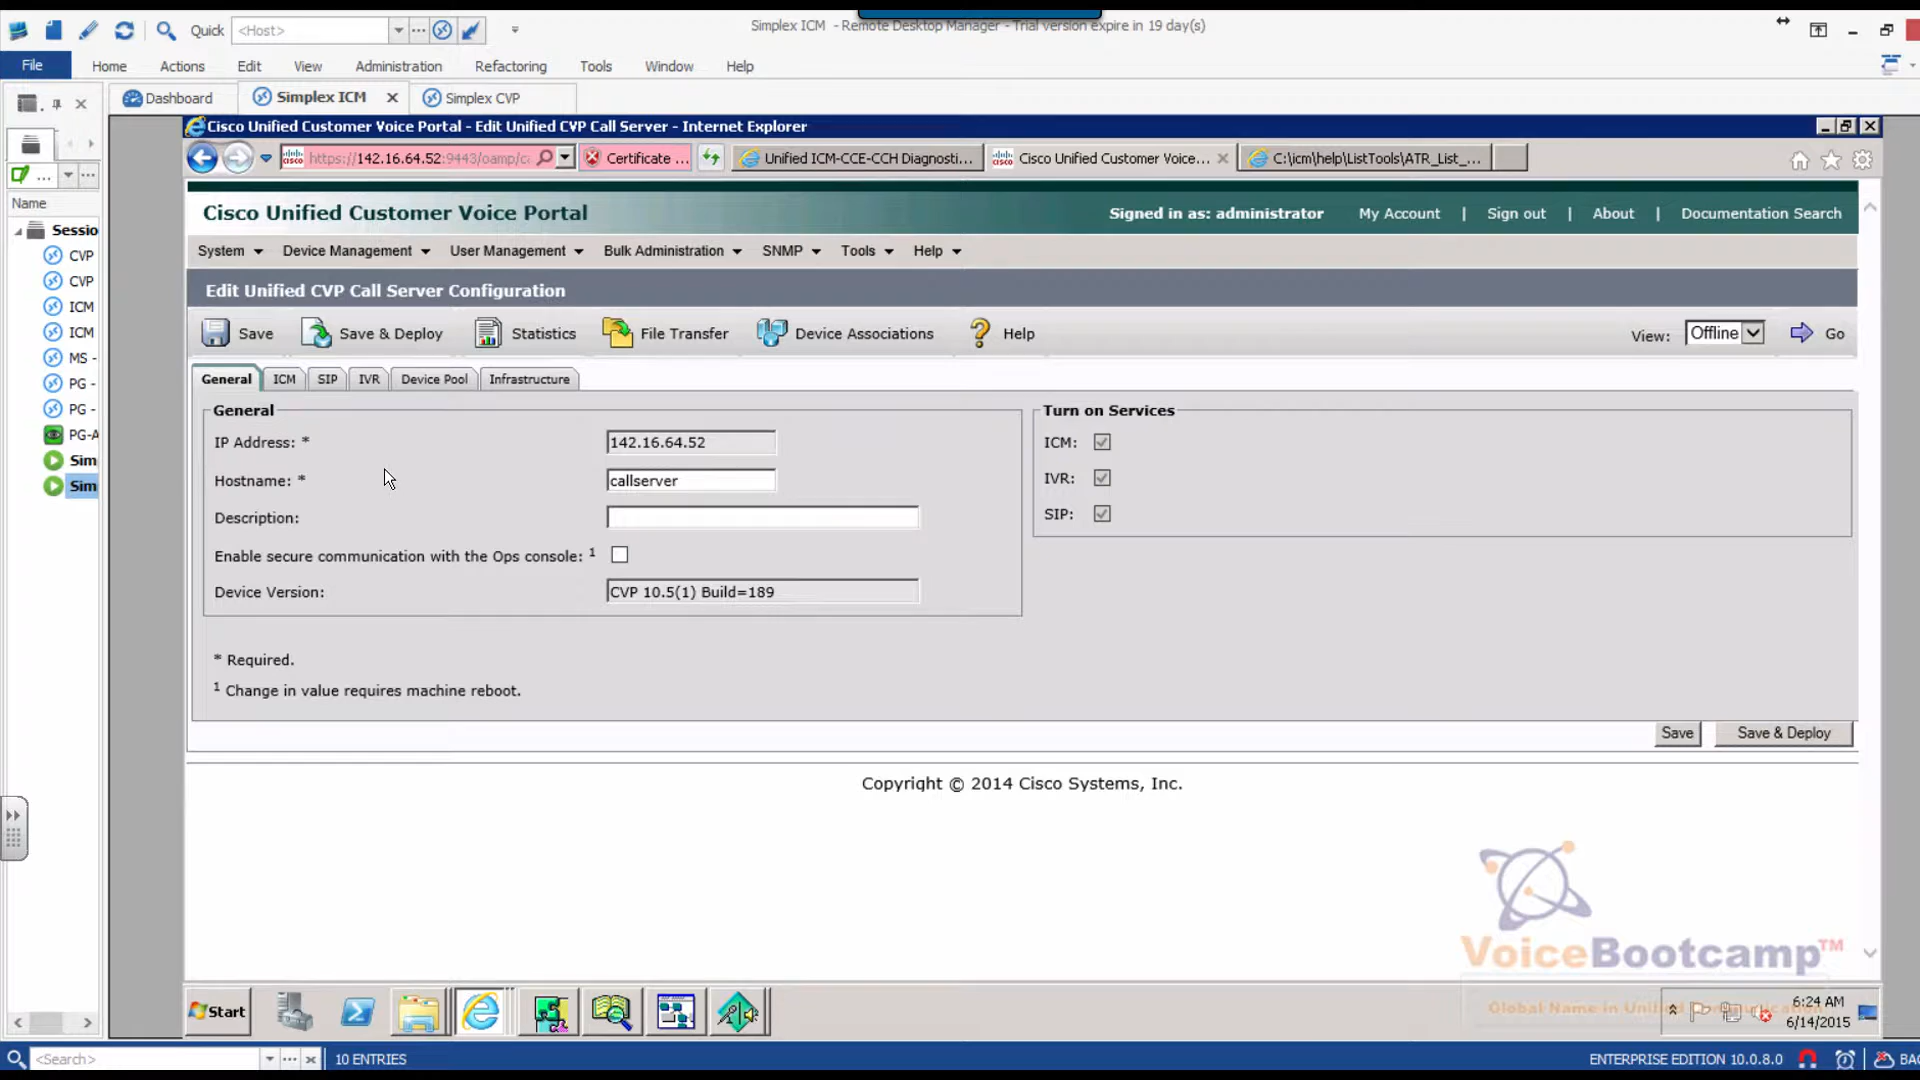 Simplex ICM - Remote Desktop Manager - Trial version expire in 19 day(s)
Quick <Host>
File Home Actions Edit View Administration Refactoring Tools Window Help
Dashboard Simplex ICM Simplex CVP
Cisco Unified Customer Voice Portal - Edit Unified CVP Call Server - Internet Explorer
https://142.16.64.52:9443/oamp/c Certificate ... Unified ICM-CCE-CCH Diagnosti... Cisco Unified Customer Voice... C:\icm\help\ListTools\ATR_List_...
Name
Sessio
CVP
CVP
ICM
ICM
MS -
PG -
PG -
PG-A
Sim
Sim
Cisco Unified Customer Voice Portal
Signed in as: administrator My Account | Sign out | About | Documentation Search
System Device Management User Management Bulk Administration SNMP Tools Help
Edit Unified CVP Call Server Configuration
Save Save & Deploy Statistics File Transfer Device Associations Help View: Offline Go
General ICM SIP IVR Device Pool Infrastructure
General
IP Address: * 142.16.64.52
Hostname: * callserver
Description:
Enable secure communication with the Ops console: 1
Device Version: CVP 10.5(1) Build=189
Turn on Services
ICM:
IVR:
SIP:
* Required.
1 Change in value requires machine reboot.
Save Save & Deploy
Copyright © 2014 Cisco Systems, Inc.
VoiceBootcamp™
Global Name in Unifi
Start
6:24 AM
6/14/2015
<Search> 10 ENTRIES
ENTERPRISE EDITION 10.0.8.0 BAC